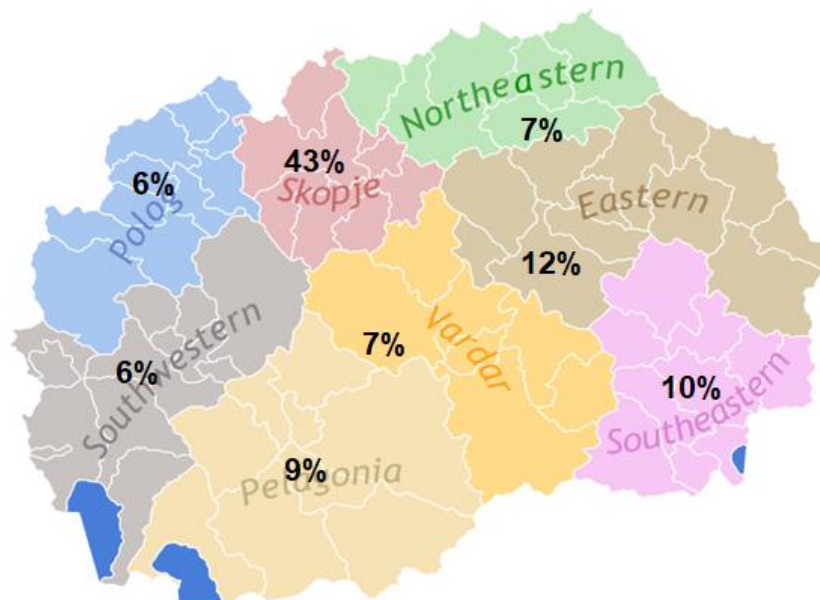 Northeastern
7%
43%
Skopje
6%
Polog
Eastern
12%
Southwestern
6%
7%
Vardar
10%
Southeastern
9%
Pelagonia